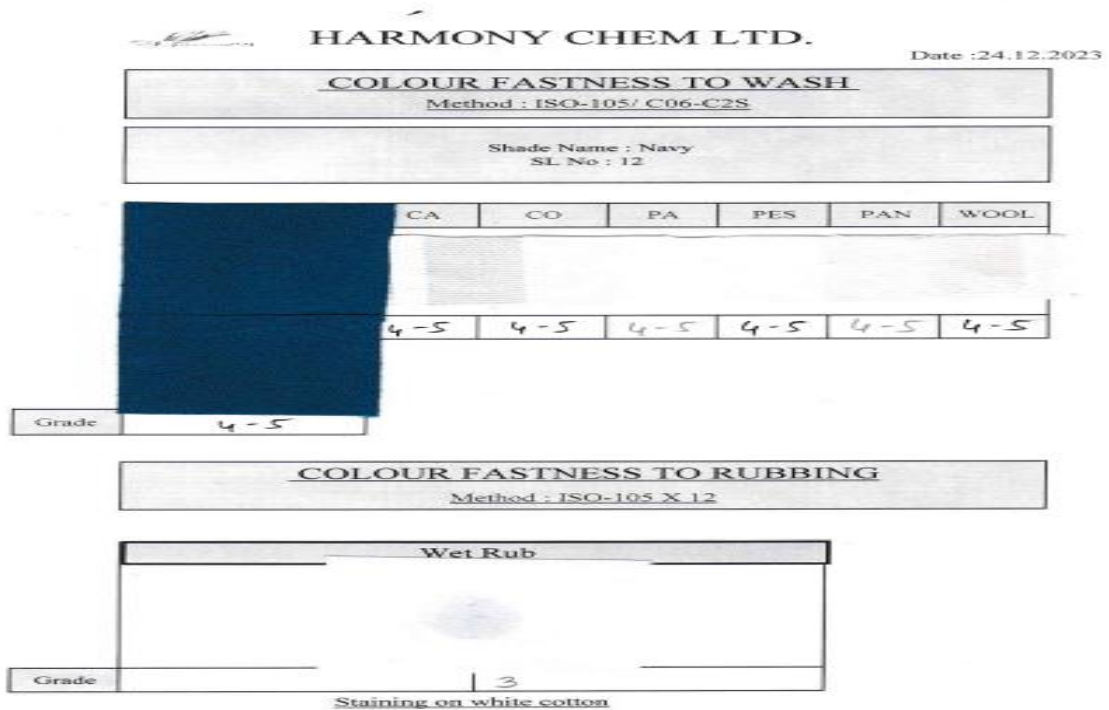 HARMONY CHEM LTD.
Date :24.12.2023
COLOUR FASTNESS TO WASH
Method : ISO-105/ C06-C2S
Shade Name : Navy
SL No : 12
CA CO PA PES PAN WOOL
4-5 4-5 4-5 4-5 4-5 4-5
Grade 4-5
COLOUR FASTNESS TO RUBBING
Method : ISO-105 X 12
Wet Rub
Grade 3
Staining on white cotton